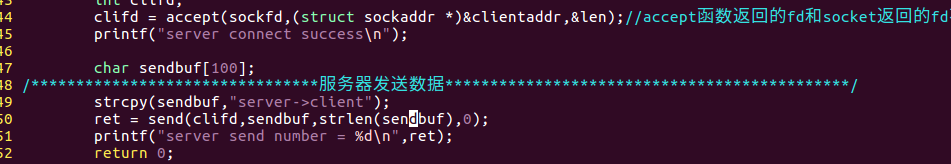 43 int clifd;
44 clifd = accept(sockfd,(struct sockaddr *)&clientaddr,&len);//accept函数返回的fd和socket返回的fd
45 printf("server connect success\n");
46
47 char sendbuf[100];
48 /********************************服务器发送数据*********************************************/
49 strcpy(sendbuf,"server->client");
50 ret = send(clifd,sendbuf,strlen(sendbuf),0);
51 printf("server send number = %d\n",ret);
52 return 0;